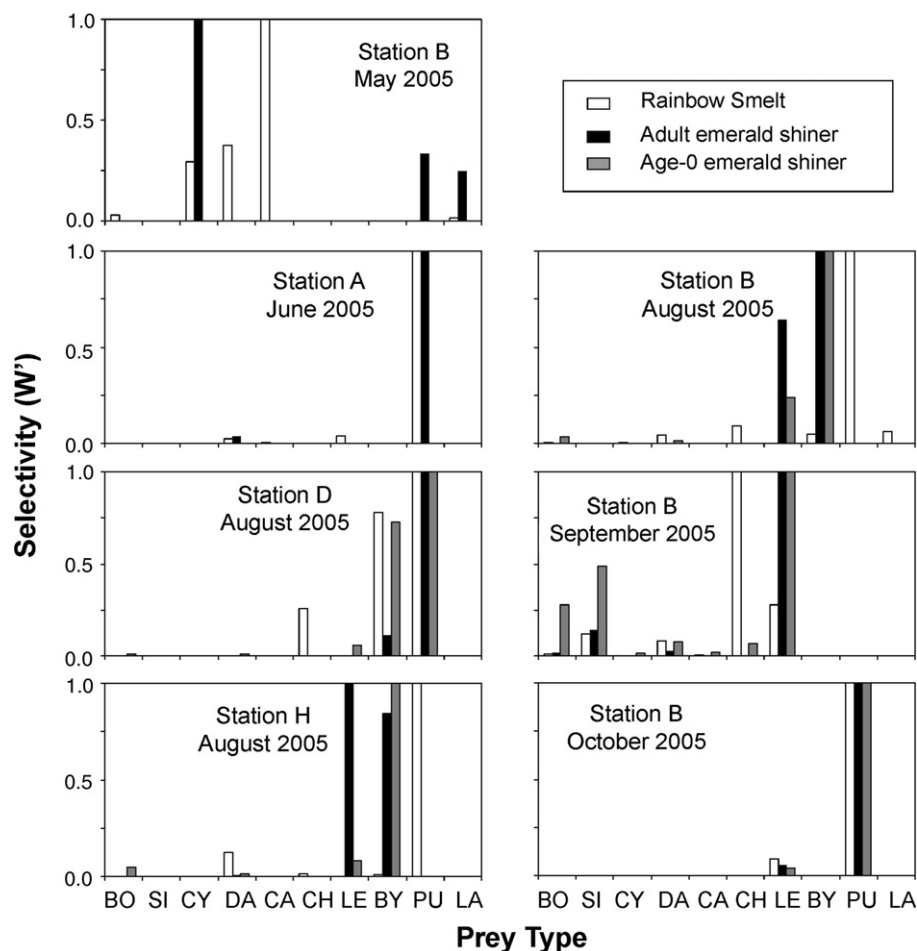 1.0
0.5
0.0
Station B
May 2005
Rainbow Smelt
Adult emerald shiner
Age-0 emerald shiner
1.0
0.5
0.0
Station A
June 2005
Station B
August 2005
1.0
0.5
0.0
Station D
August 2005
Station B
September 2005
1.0
0.5
0.0
Station H
August 2005
Station B
October 2005
Selectivity (W')
BO SI CY DA CA CH LE BY PU LA
BO SI CY DA CA CH LE BY PU LA
Prey Type